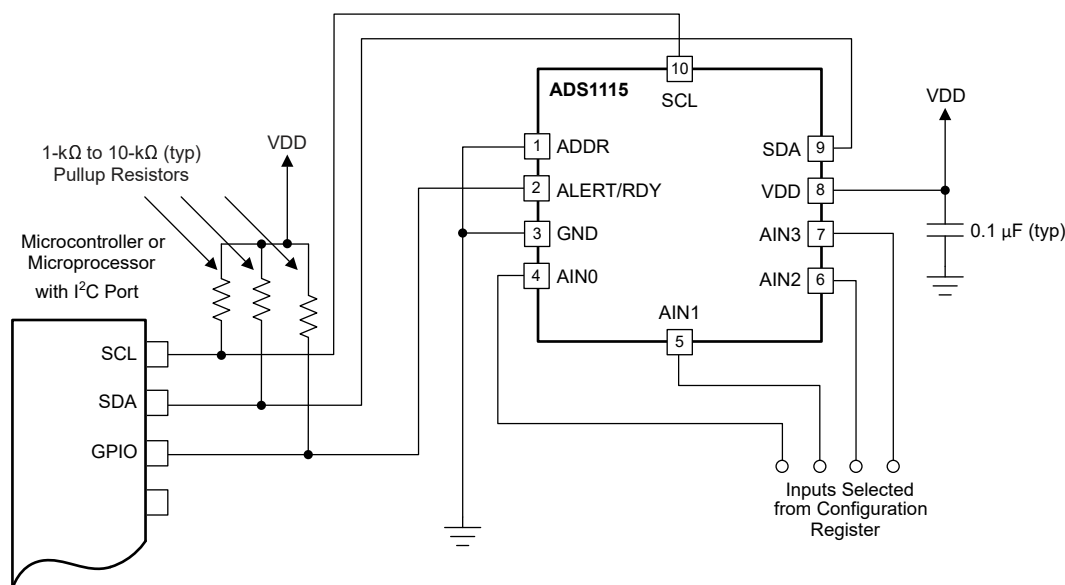 VDD
1-kΩ to 10-kΩ (typ)
Pullup Resistors
Microcontroller or
Microprocessor
with I²C Port
SCL
SDA
GPIO
ADS1115
10
SCL
1 ADDR
2 ALERT/RDY
3 GND
4 AIN0
AIN1
5
SDA 9
VDD 8
AIN3 7
AIN2 6
VDD
0.1 µF (typ)
Inputs Selected
from Configuration
Register